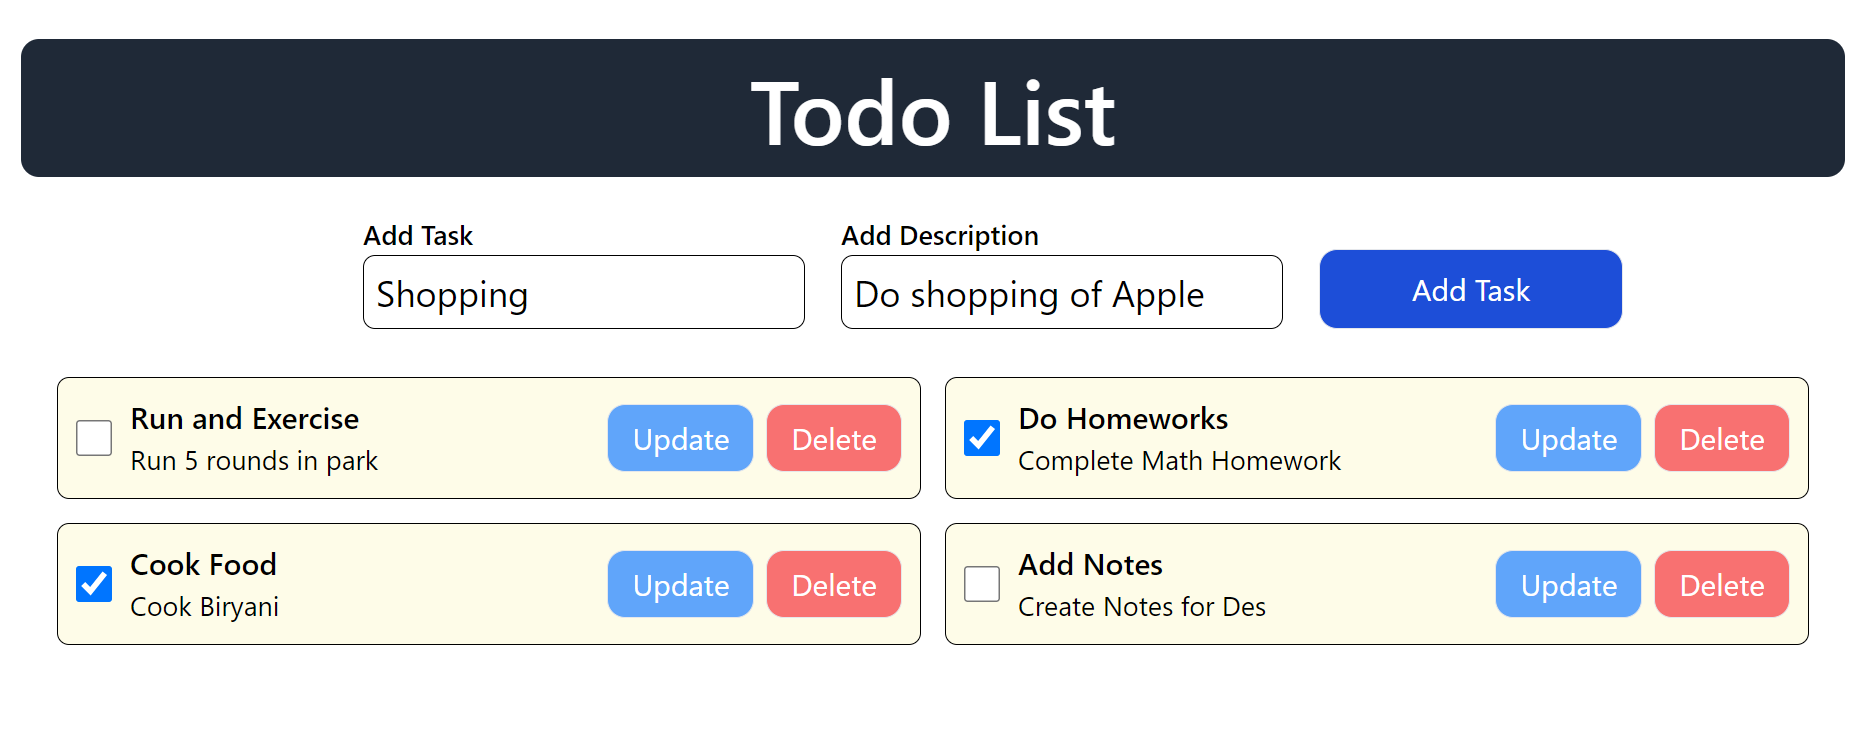 Todo List
Add Task
Add Description
Shopping
Do shopping of Apple
Add Task
Run and Exercise
Run 5 rounds in park
Update
Delete
Do Homeworks
Complete Math Homework
Update
Delete
Cook Food
Cook Biryani
Update
Delete
Add Notes
Create Notes for Des
Update
Delete